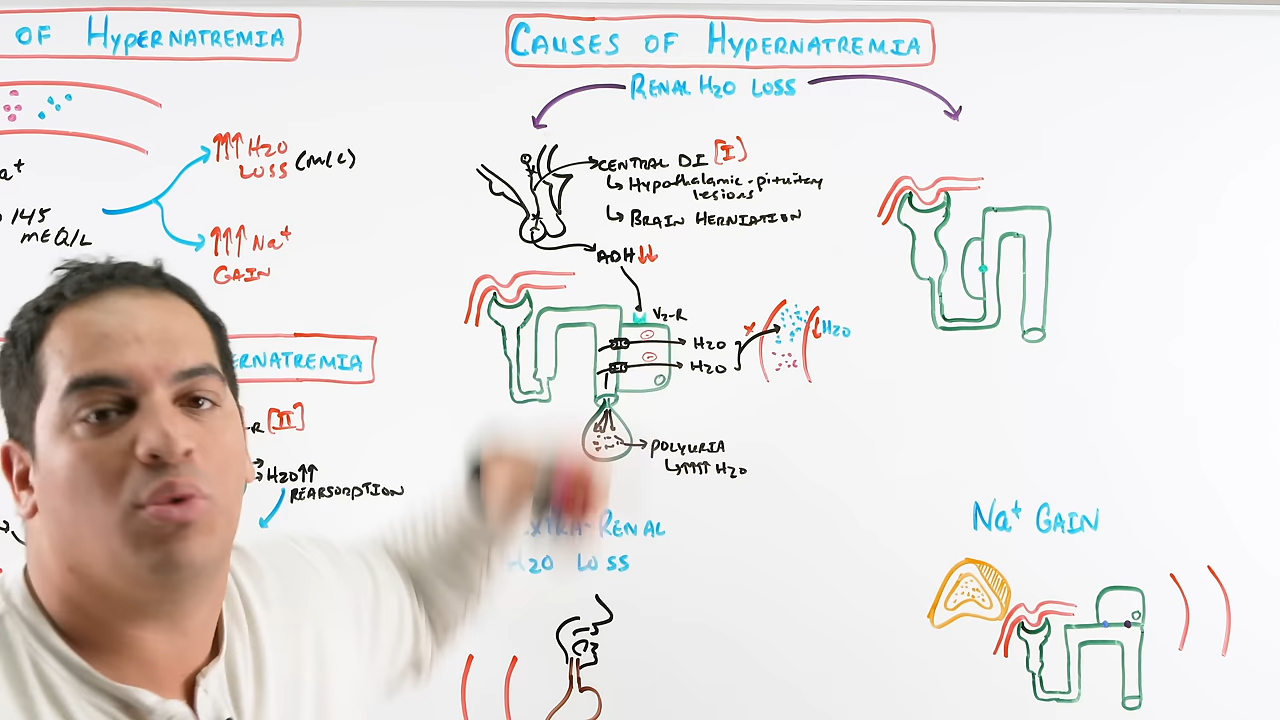 OF HYPERNATREMIA
↑↑↑ H2O
LOSS (M/C)
145
mEQ/L
↑↑↑ Na+
GAIN
ERNATREMIA
-R [II]
H2O↑↑
REARSORPTION
CAUSES OF HYPERNATREMIA
RENAL H2O LOSS
CENTRAL DI [I]
↳ Hypothalamic-pituitary
lesions
↳ BRAIN HERNIATION
ADH↓↓
V2-R
H2O
H2O
X
↓H2O
POLYURIA
↳↑↑↑↑ H2O
RENAL
H2O LOSS
Na+ GAIN